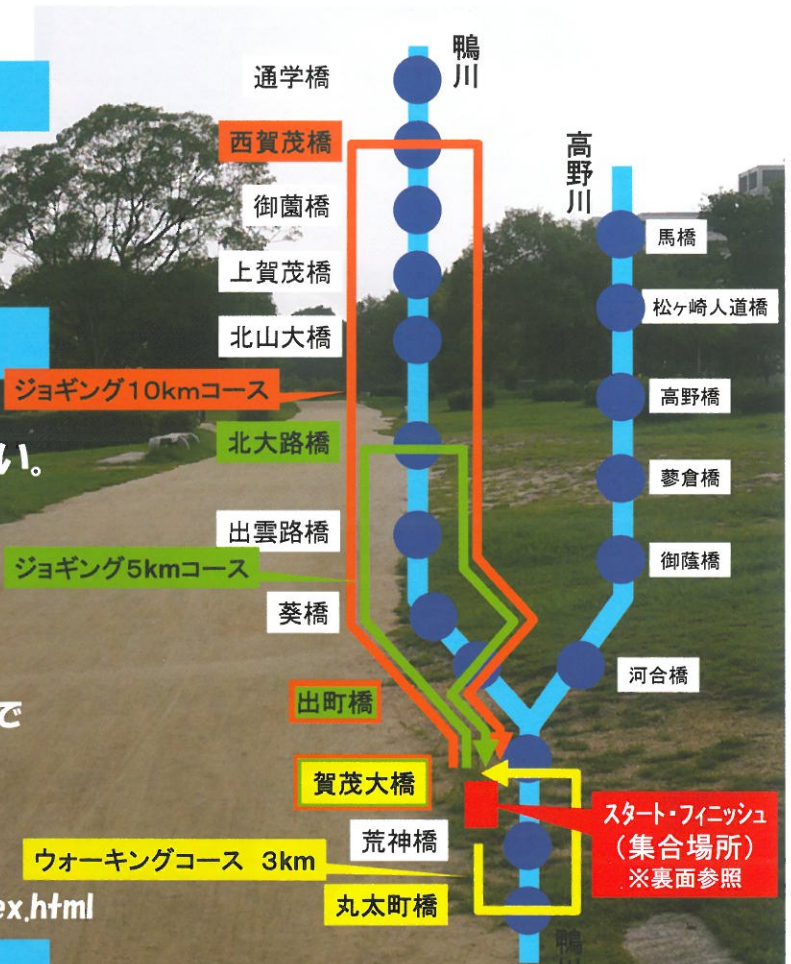 鴨川
通学橋
西賀茂橋
御薗橋
上賀茂橋
北山大橋
ジョギング10kmコース
北大路橋
い。
出雲路橋
ジョギング5kmコース
葵橋
で
出町橋
賀茂大橋
荒神橋
ウォーキングコース 3km
丸太町橋
ex.html
高野川
馬橋
松ヶ崎人道橋
高野橋
蓼倉橋
御蔭橋
河合橋
スタート・フィニッシュ
(集合場所)
※裏面参照
鴨川